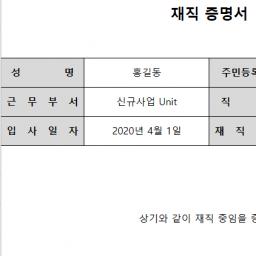 재직 증명서
성 명 홍길동 주민등록
근 무 부 서 신규사업 Unit 직
입 사 일 자 2020년 4월 1일 재 직
상기와 같이 재직 중임을